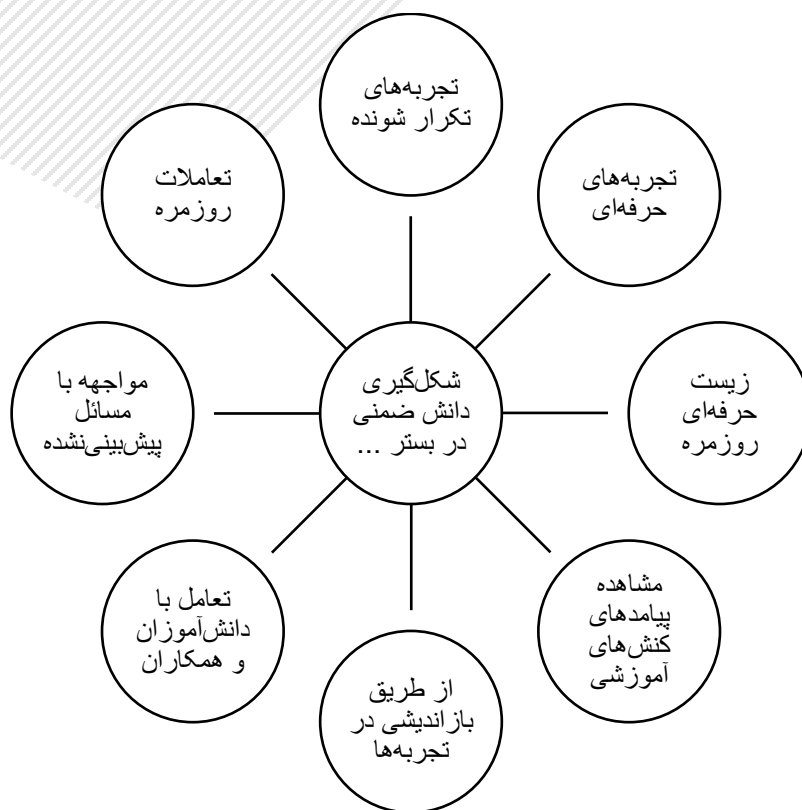 تجربه‌های
تکرار شونده
تجربه‌های
حرفه‌ای
زیست
حرفه‌ای
روزمره
مشاهده
پیامدهای
کنش‌های
آموزشی
از طریق
بازاندیشی در
تجربه‌ها
تعامل با
دانش‌آموزان
و همکاران
مواجهه با
مسائل
پیش‌بینی‌نشده
تعاملات
روزمره
شکل‌گیری
دانش ضمنی
در بستر ...